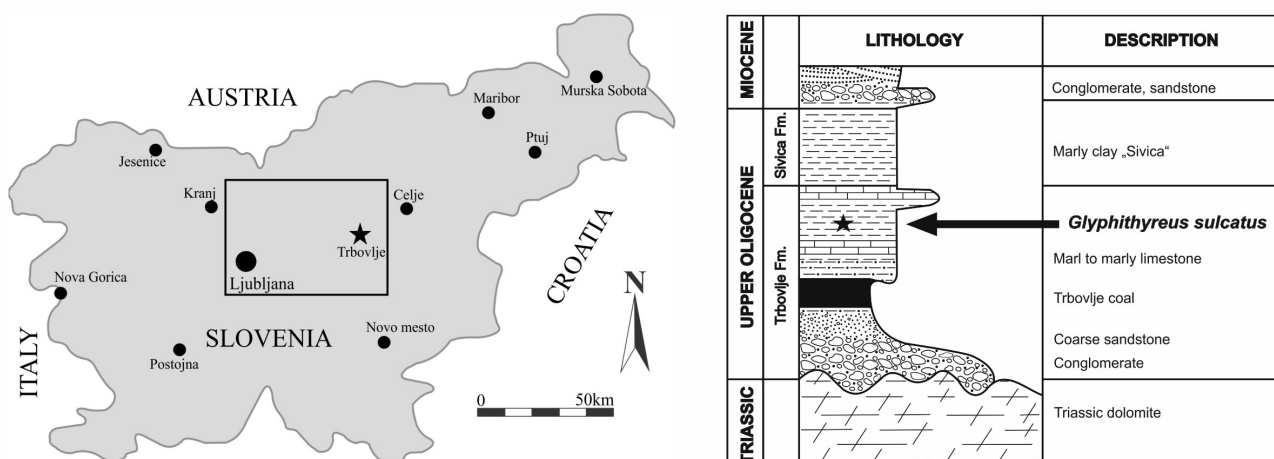 AUSTRIA
Murska Sobota
Maribor
Ptuj
Jesenice
Kranj
Celje
Trbovlje
Ljubljana
Nova Gorica
CROATIA
N
SLOVENIA
Novo mesto
ITALY
Postojna
0 50km
LITHOLOGY DESCRIPTION
MIOCENE
Conglomerate, sandstone
UPPER OLIGOCENE
Sivica Fm.
Marly clay „Sivica“
Trbovlje Fm.
Glyphithyreus sulcatus
Marl to marly limestone
Trbovlje coal
Coarse sandstone
Conglomerate
TRIASSIC
Triassic dolomite